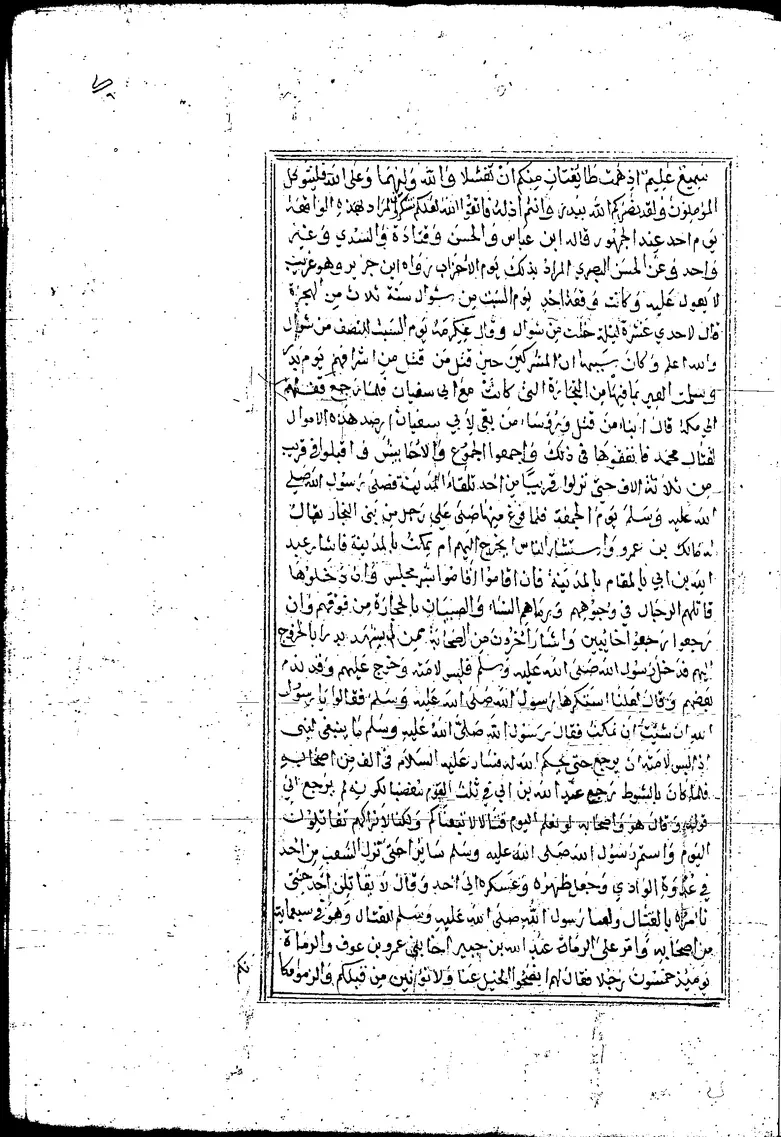 سميع عليم اذ همت طايفتان منكم ان تفشلا والله وليهما وعلى الله فليتوكل
المؤمنون ولقد نصركم الله ببدر وانتم اذلة فاتقوا الله لعلكم تشكرون المراد بهذه الواقعة
يوم احد عند الجمهور قاله ابن عباس والحسن وقتادة والسدي وغير
واحد وعن الحسن البصري المراد بذلك يوم الاحزاب رواه ابن جرير وهو غريب
لا يعول عليه وكانت وقعة احد يوم السبت من شوال سنة ثلاث من الهجرة
قال لاحدي عشرة ليلة خلت من شوال وقال عكرمة يوم السبت للنصف من شوال
والله اعلم وكان سببها ان المشركين حين قتل من قتل من اشرافهم يوم بدر
وسلمت العير بما فيها من التجارة التي كانت مع ابي سفيان فلما رجع قفلهم
الى مكة قال ابناء من قتل ورؤساء من بقي لابي سفيان ارصد هذه الاموال
لقتال محمد فانفقوها في ذلك وجمعوا الجموع والاحابيش واقبلوا في قريب
من ثلاثة الاف حتى نزلوا قريبا من احد تلقاء المدينة فصلى رسول الله صلى
الله عليه وسلم يوم الجمعة فلما فرغ منها صلى على رجل من بني النجار يقال
له مالك بن عمرو واستشار الناس ايخرج اليهم ام يمكث بالمدينة فاشار عبد
الله بن ابي بالمقام بالمدينة فان اقاموا اقاموا بشر مجلس وان دخلوها
قاتلهم الرجال في وجوههم ورماهم النساء والصبيان بالحجارة من فوقهم وان
رجعوا رجعوا خائبين واشار اخرون من الصحابة ممن لم يشهد بدرا بالخروج
اليهم فدخل رسول الله صلى الله عليه وسلم فلبس لامته وخرج عليهم وقد ندم
بعضهم وقال لعلنا استكرهنا رسول الله صلى الله عليه وسلم فقالوا يا رسول
الله ان شئت ان نمكث فقال رسول الله صلى الله عليه وسلم ما ينبغي لنبي
اذا لبس لامته ان يرجع حتى يحكم الله له فسار عليه السلام في الف من اصحابه
فلما كان بالشوط رجع عبد الله بن ابي في ثلث القوم مغضبا لكونه لم يرجع الى
قوله وقال هو واصحابه لو نعلم اليوم قتالا لاتبعناكم ولكنا لا نراكم تقاتلون
اليوم واستمر رسول الله صلى الله عليه وسلم سائرا حتى نزل الشعب من احد
في عدوة الوادي وجعل ظهره وعسكره الى احد وقال لا يقاتلن احد حتى
نامره بالقتال وتعبا رسول الله صلى الله عليه وسلم للقتال وهو في سبعماية
من اصحابه وامر على الرماة عبد الله بن جبير اخا بني عمرو بن عوف والرماة
يوميذ خمسون رجلا فقال لهم انضحوا الخيل عنا ولا نؤتين من قبلكم والزموا مكا